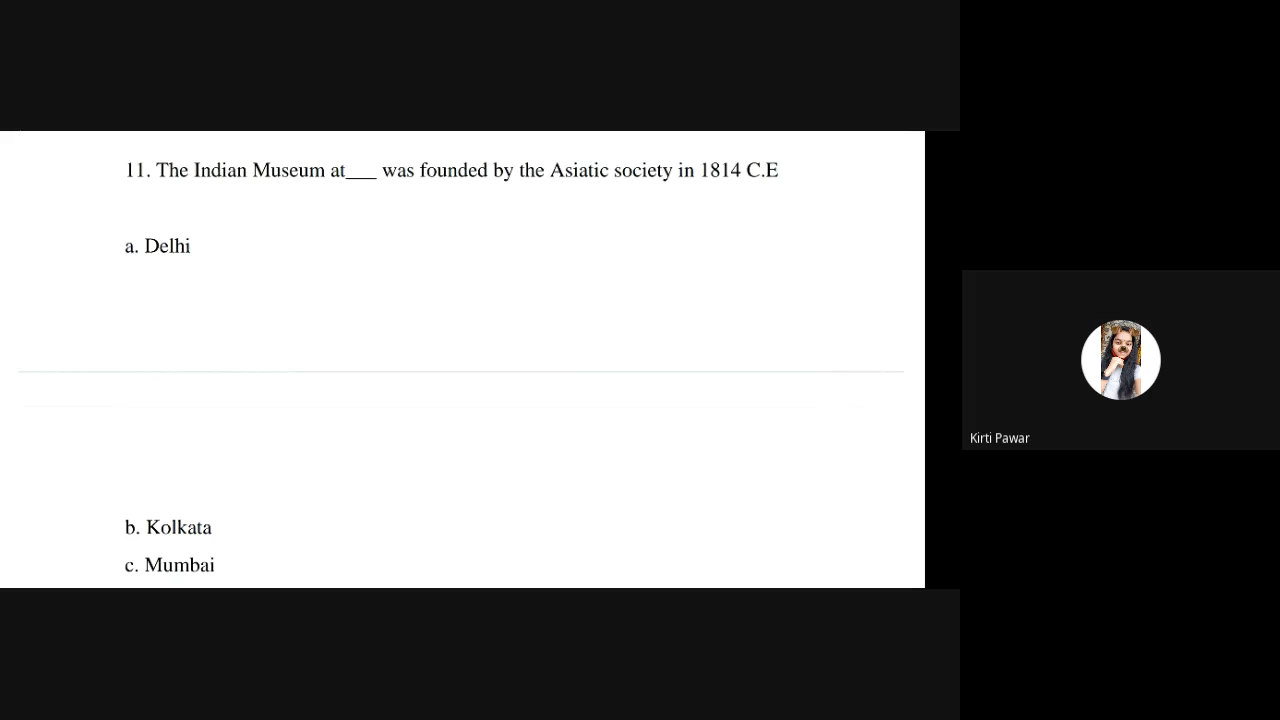 11. The Indian Museum at___ was founded by the Asiatic society in 1814 C.E
a. Delhi
b. Kolkata
c. Mumbai
Kirti Pawar